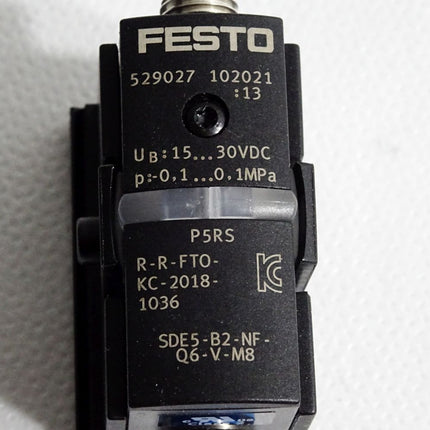 FESTO
529027 102021
:13
UB:15...30VDC
p:-0,1...0,1MPa
P5RS
R-R-FTO-
KC-2018-
1036
SDE5-B2-NF-
Q6-V-M8